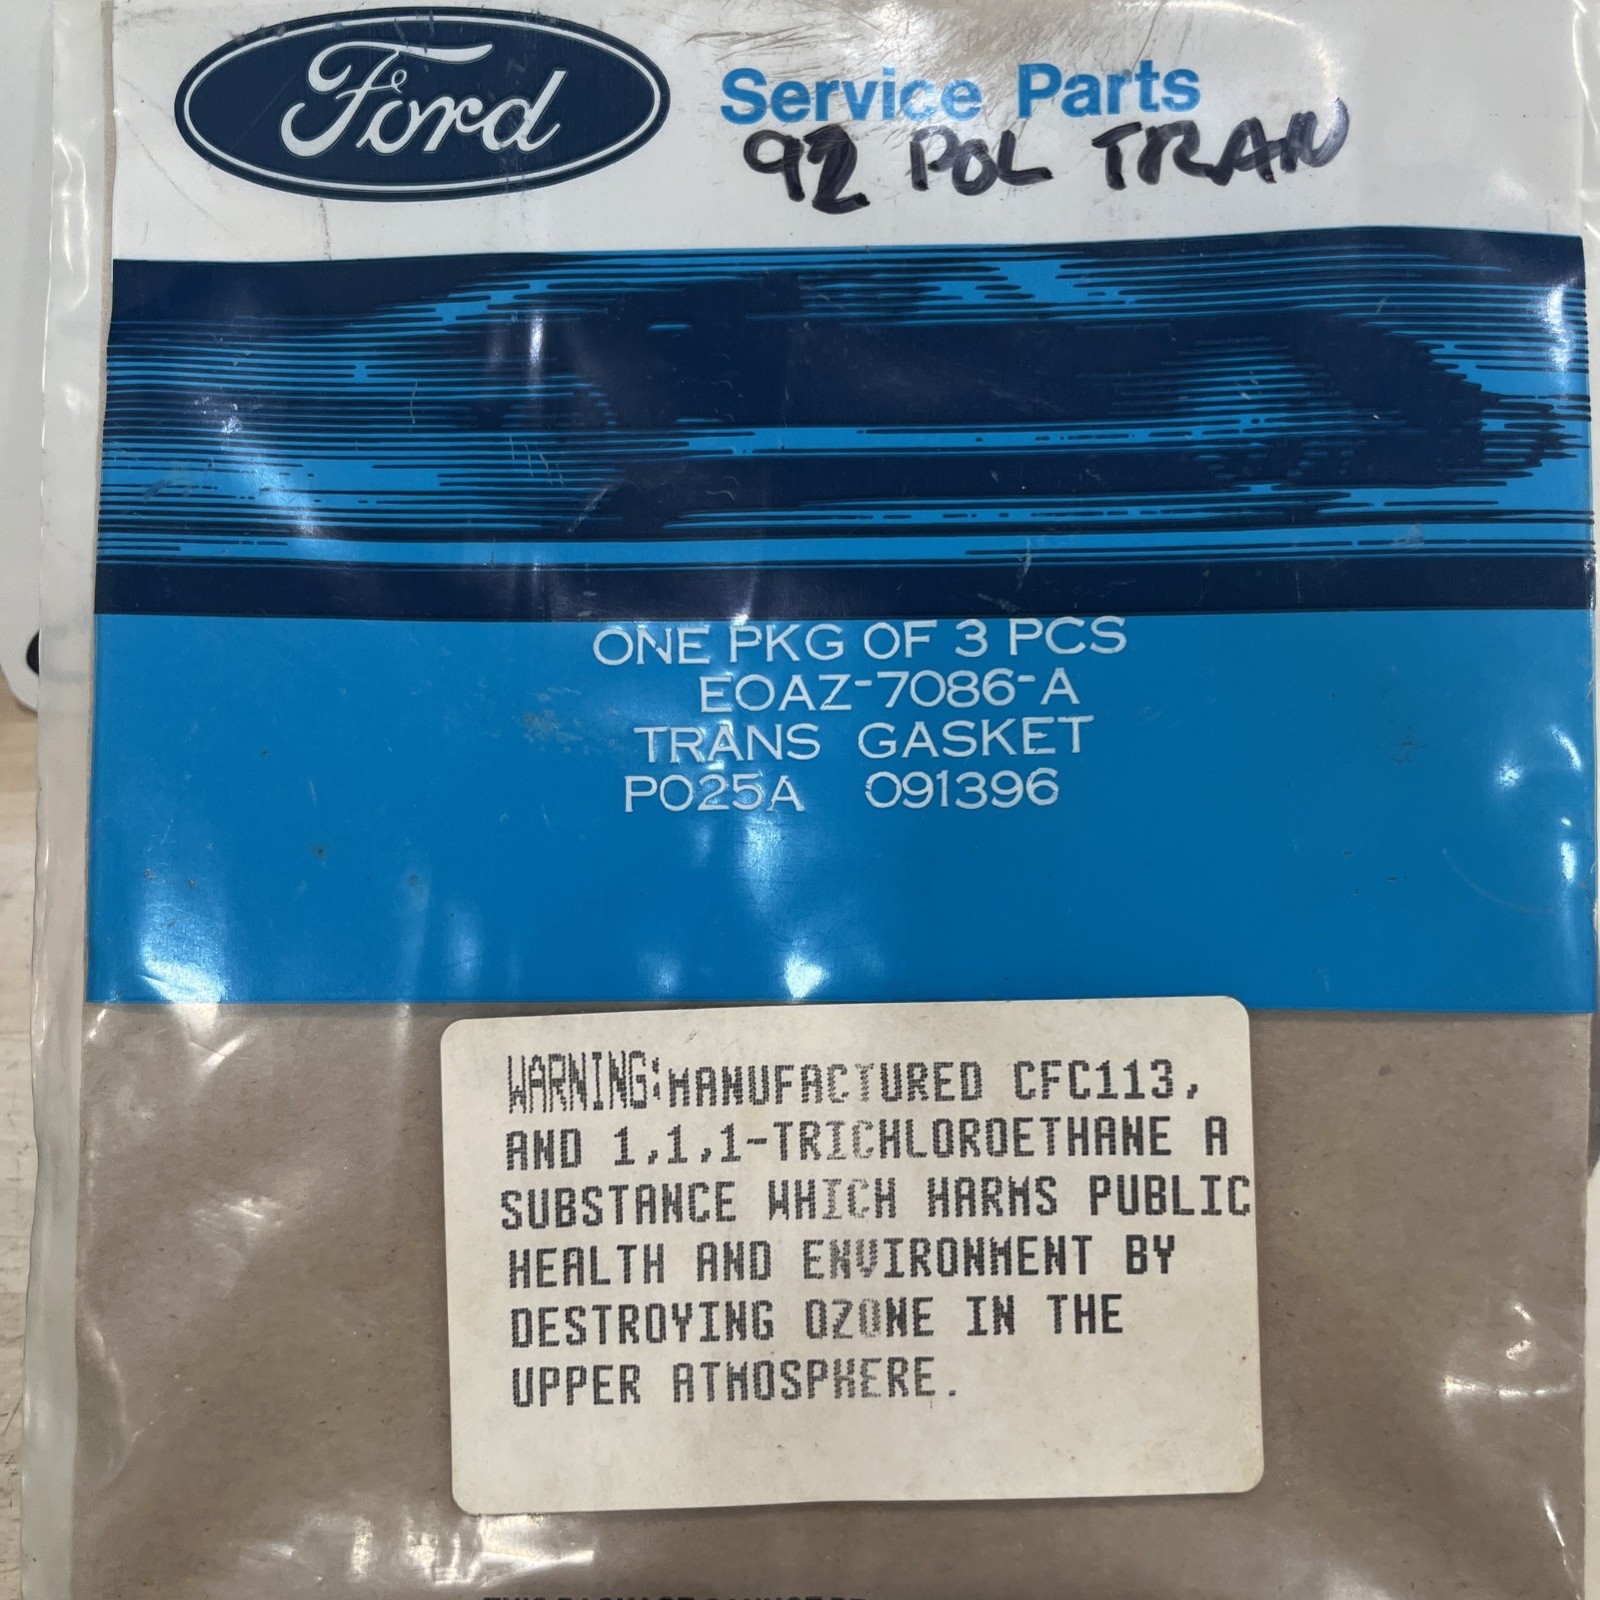 Ford
Service Parts
92 POL TRAN
ONE PKG OF 3 PCS
EOAZ-7086-A
TRANS GASKET
P025A 091396
WARNING:MANUFACTURED CFC113,
AND 1,1,1-TRICHLOROETHANE A
SUBSTANCE WHICH HARMS PUBLIC
HEALTH AND ENVIRONMENT BY
DESTROYING OZONE IN THE
UPPER ATMOSPHERE.